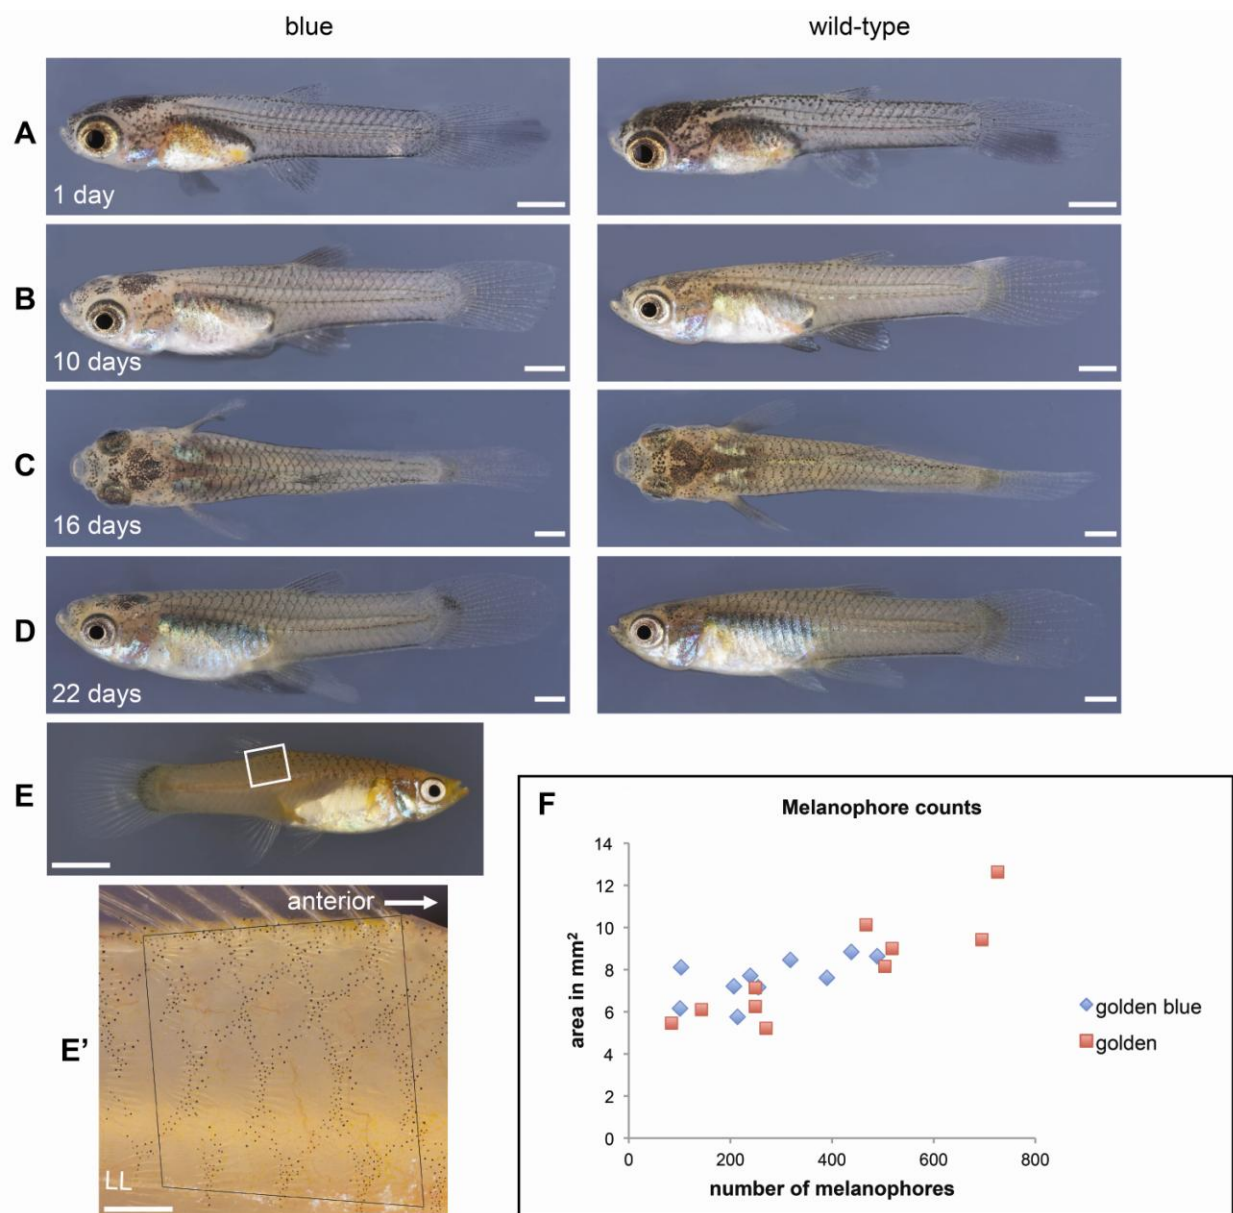 blue
wild-type
A
1 day
B
10 days
C
16 days
D
22 days
E
anterior
E'
LL
F
Melanophore counts
14
12
10
8
6
4
2
0
area in mm²
0 200 400 600 800
number of melanophores
golden blue
golden